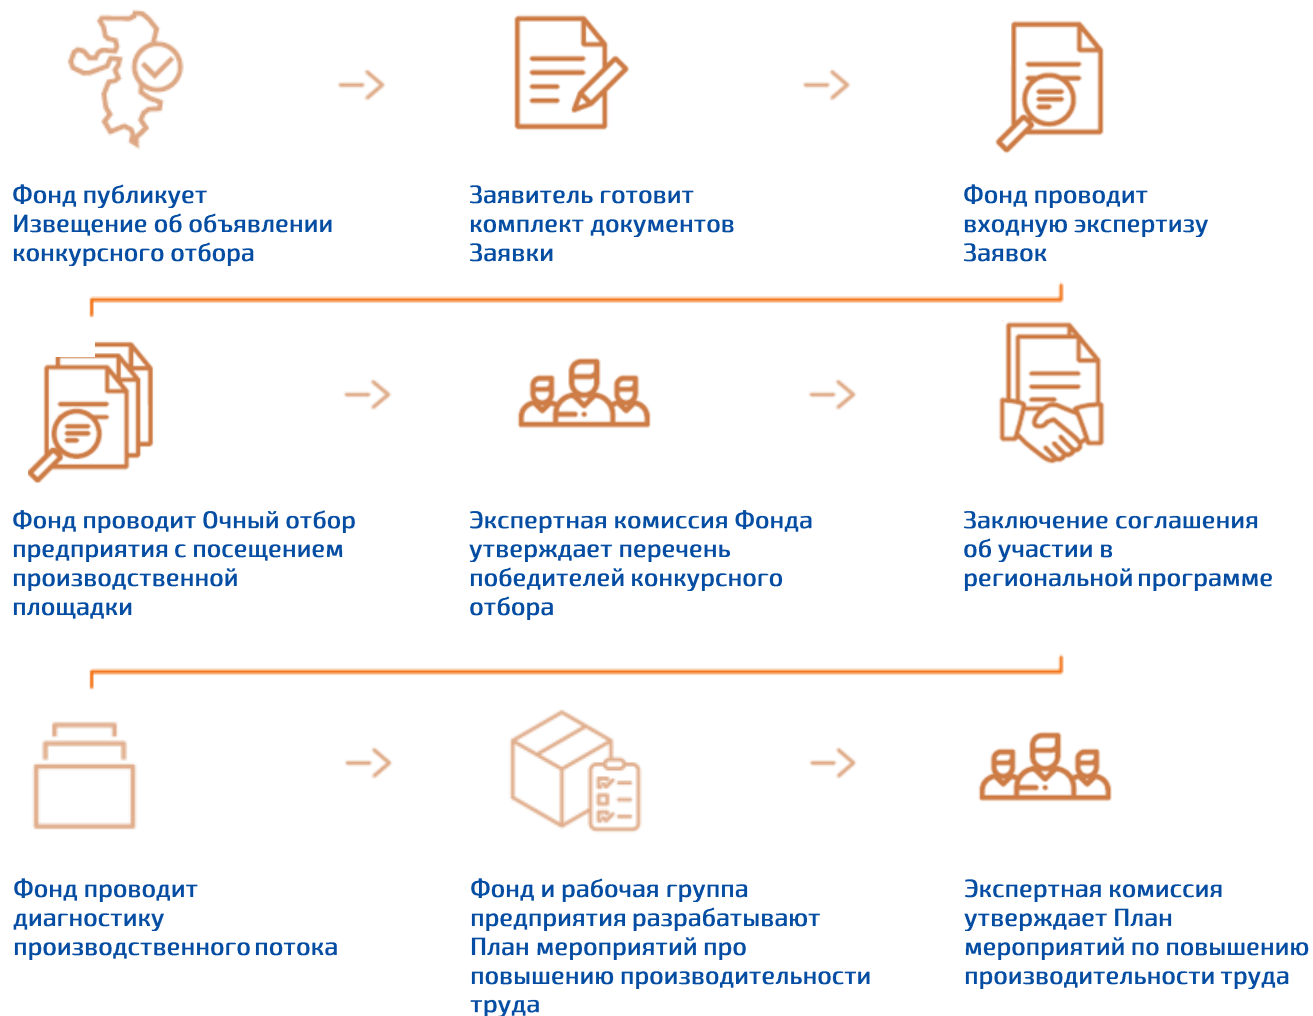 Фонд публикует
Извещение об объявлении
конкурсного отбора
Заявитель готовит
комплект документов
Заявки
Фонд проводит
входную экспертизу
Заявок
Фонд проводит Очный отбор
предприятия с посещением
производственной
площадки
Экспертная комиссия Фонда
утверждает перечень
победителей конкурсного
отбора
Заключение соглашения
об участии в
региональной программе
Фонд проводит
диагностику
производственного потока
Фонд и рабочая группа
предприятия разрабатывают
План мероприятий про
повышению производительности
труда
Экспертная комиссия
утверждает План
мероприятий по повышению
производительности труда